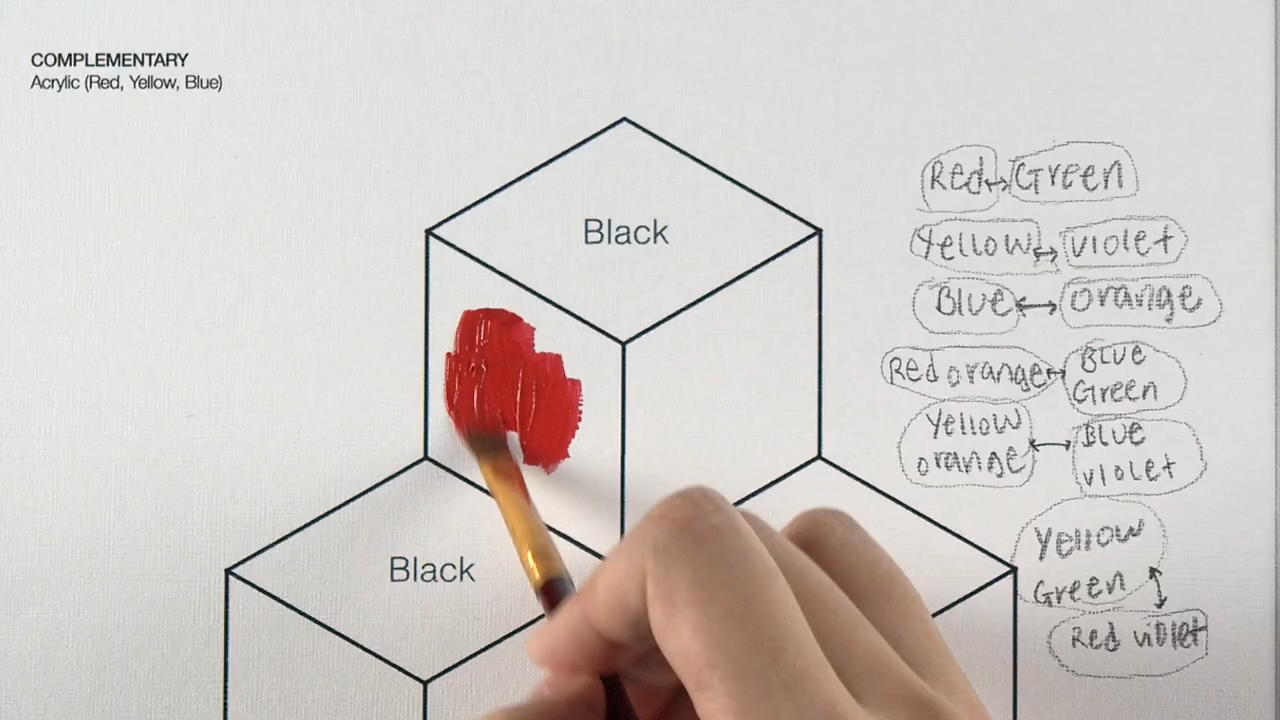 COMPLEMENTARY
Acrylic (Red, Yellow, Blue)
Black
Black
Red ↔ Green
Yellow ↔ violet
Blue ↔ orange
Red orange ↔ Blue
Green
Yellow
orange ↔ Blue
violet
Yellow
Green
↕
Red violet